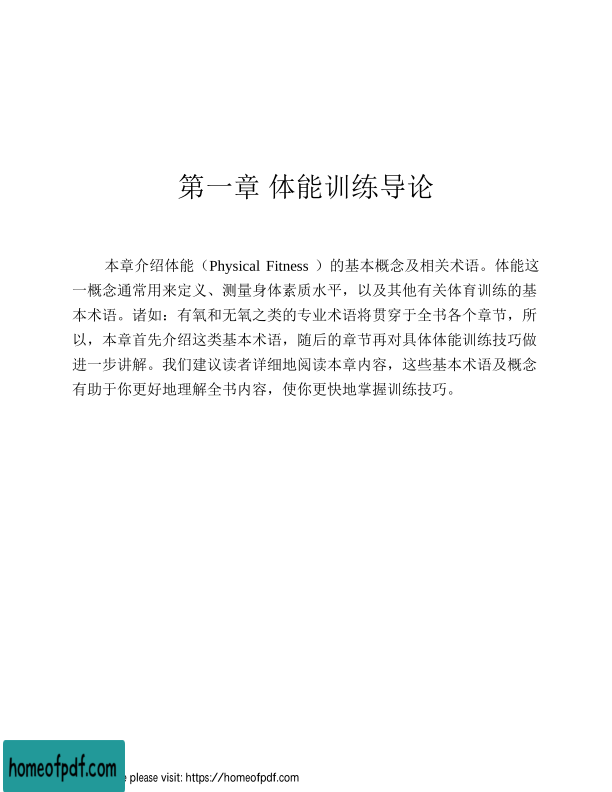 第一章 体能训练导论
本章介绍体能（Physical Fitness ）的基本概念及相关术语。体能这
一概念通常用来定义、测量身体素质水平，以及其他有关体育训练的基
本术语。诸如：有氧和无氧之类的专业术语将贯穿于全书各个章节，所
以，本章首先介绍这类基本术语，随后的章节再对具体体能训练技巧做
进一步讲解。我们建议读者详细地阅读本章内容，这些基本术语及概念
有助于你更好地理解全书内容，使你更快地掌握训练技巧。
homeofpdf.com
please visit: https://homeofpdf.com